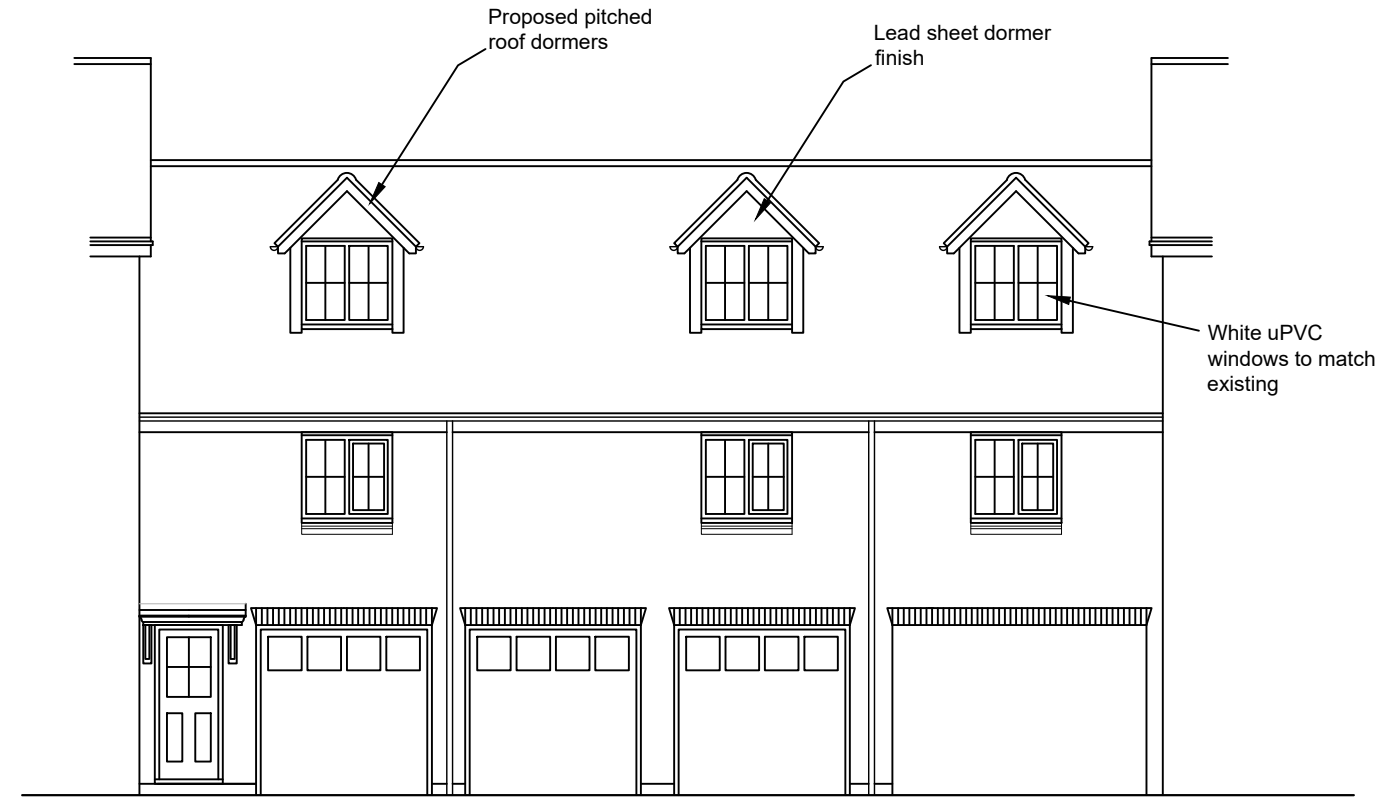 Proposed pitched
roof dormers
Lead sheet dormer
finish
White uPVC
windows to match
existing